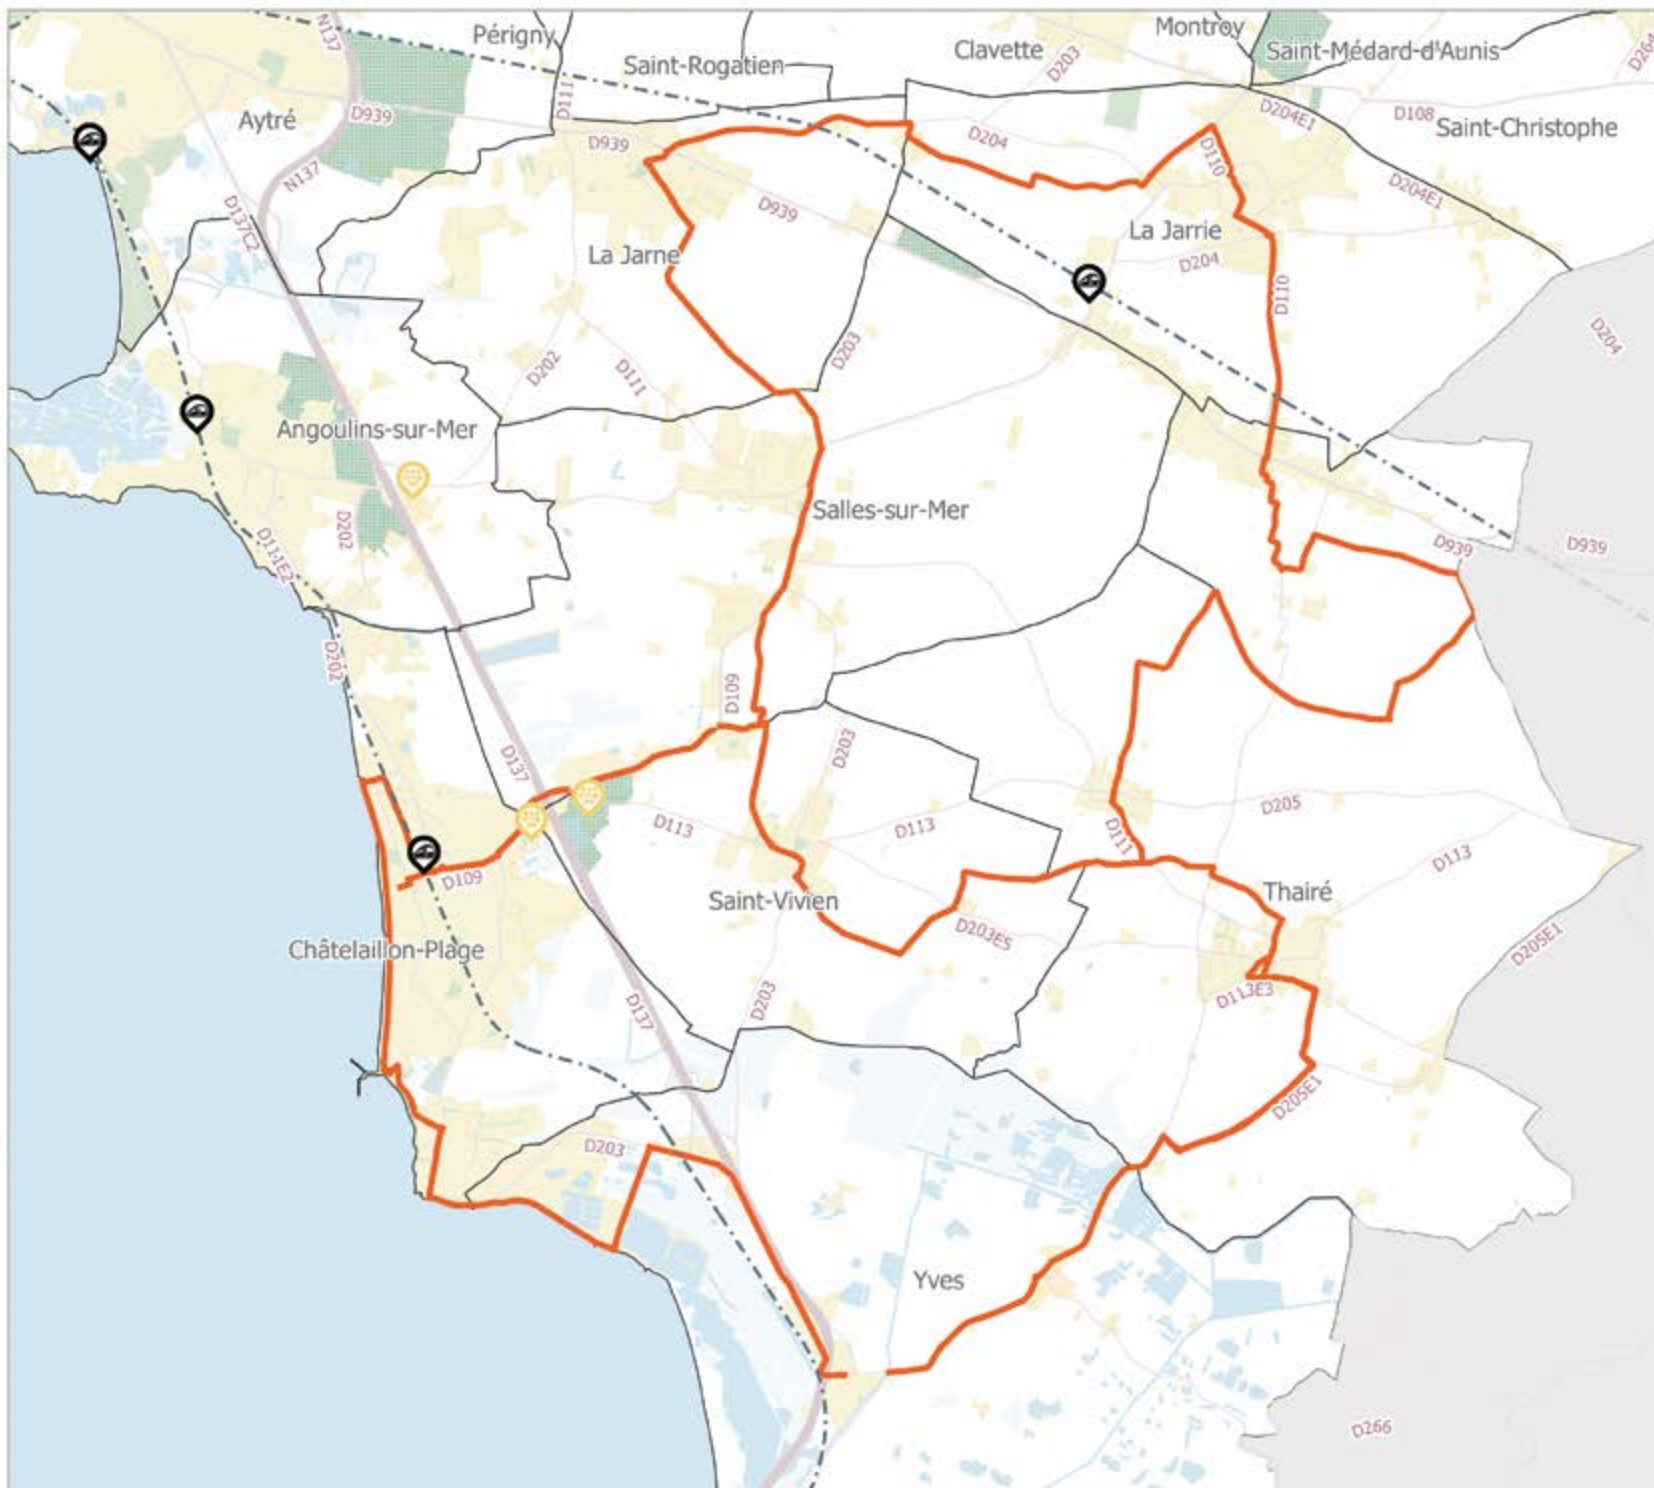 N137
Périgny
Montroy
Clavette
Saint-Médard-d'Aunis
D203
D264
Saint-Rogatien
D111
D939
D204E1
D108
Aytré
Saint-Christophe
D939
D204
D110
N137
D204E1
D137C2
D939
La Jarrie
La Jarne
D204
D110
D204
D203
D202
D111
Angoulins-sur-Mer
Salles-sur-Mer
D202
D111E2
D939
D939
D202
D109
D203
D137
D205
D113
D113
D111
D113
D109
Thairé
Saint-Vivien
D203E5
Châtelaillon-Plage
D205E1
D113E3
D203
D137
D205E1
D203
Yves
D266